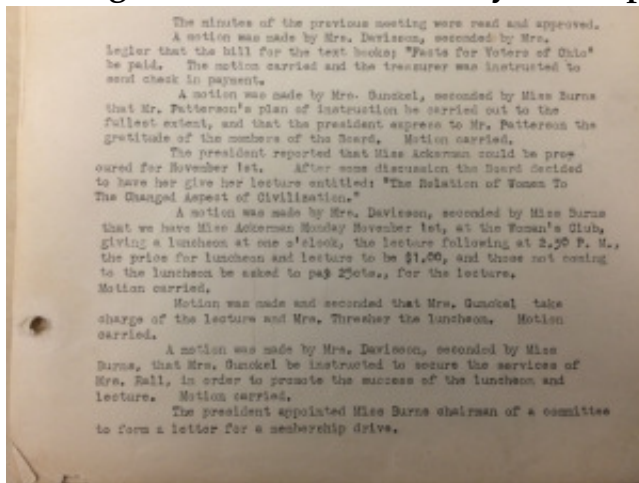 The minutes of the previous meeting were read and approved.
A motion was made by Mrs. Davisson, seconded by Mrs.
legler that the bill for the text books; "Facts for Voters of Ohio"
be paid. The motion carried and the treasurer was instructed to
send check in payment.
A motion was made by Mrs. Gunckel, seconded by Miss Burns
that Mr. Patterson's plan of instruction be carried out to the
fullest extent, and that the president express to Mr. Patterson the
gratitude of the members of the Board. Motion carried.
The president reported that Miss Ackerman could be pro-
cured for November 1st. After some discussion the Board decided
to have her give her lecture entitled: "The Relation of Women To
The Changed Aspect of Civilization."
A motion was made by Mrs. Davisson, seconded by Miss Burns
that we have Miss Ackerman Monday November 1st, at the Woman's Club,
giving a luncheon at one o'clock, the lecture following at 2.30 P. M.,
the price for luncheon and lecture to be $1.00, and those not coming
to the luncheon be asked to pay 25cts., for the lecture.
Motion carried.
Motion was made and seconded that Mrs. Gunckel take
charge of the lecture and Mrs. Thresher the luncheon. Motion
carried.
A motion was made by Mrs. Davisson, seconded by Miss
Burns, that Mrs. Gunckel be instructed to secure the services of
Mrs. Rall, in order to promote the success of the luncheon and
lecture. Motion carried.
The president appointed Miss Burns chairman of a committee
to form a letter for a membership drive.